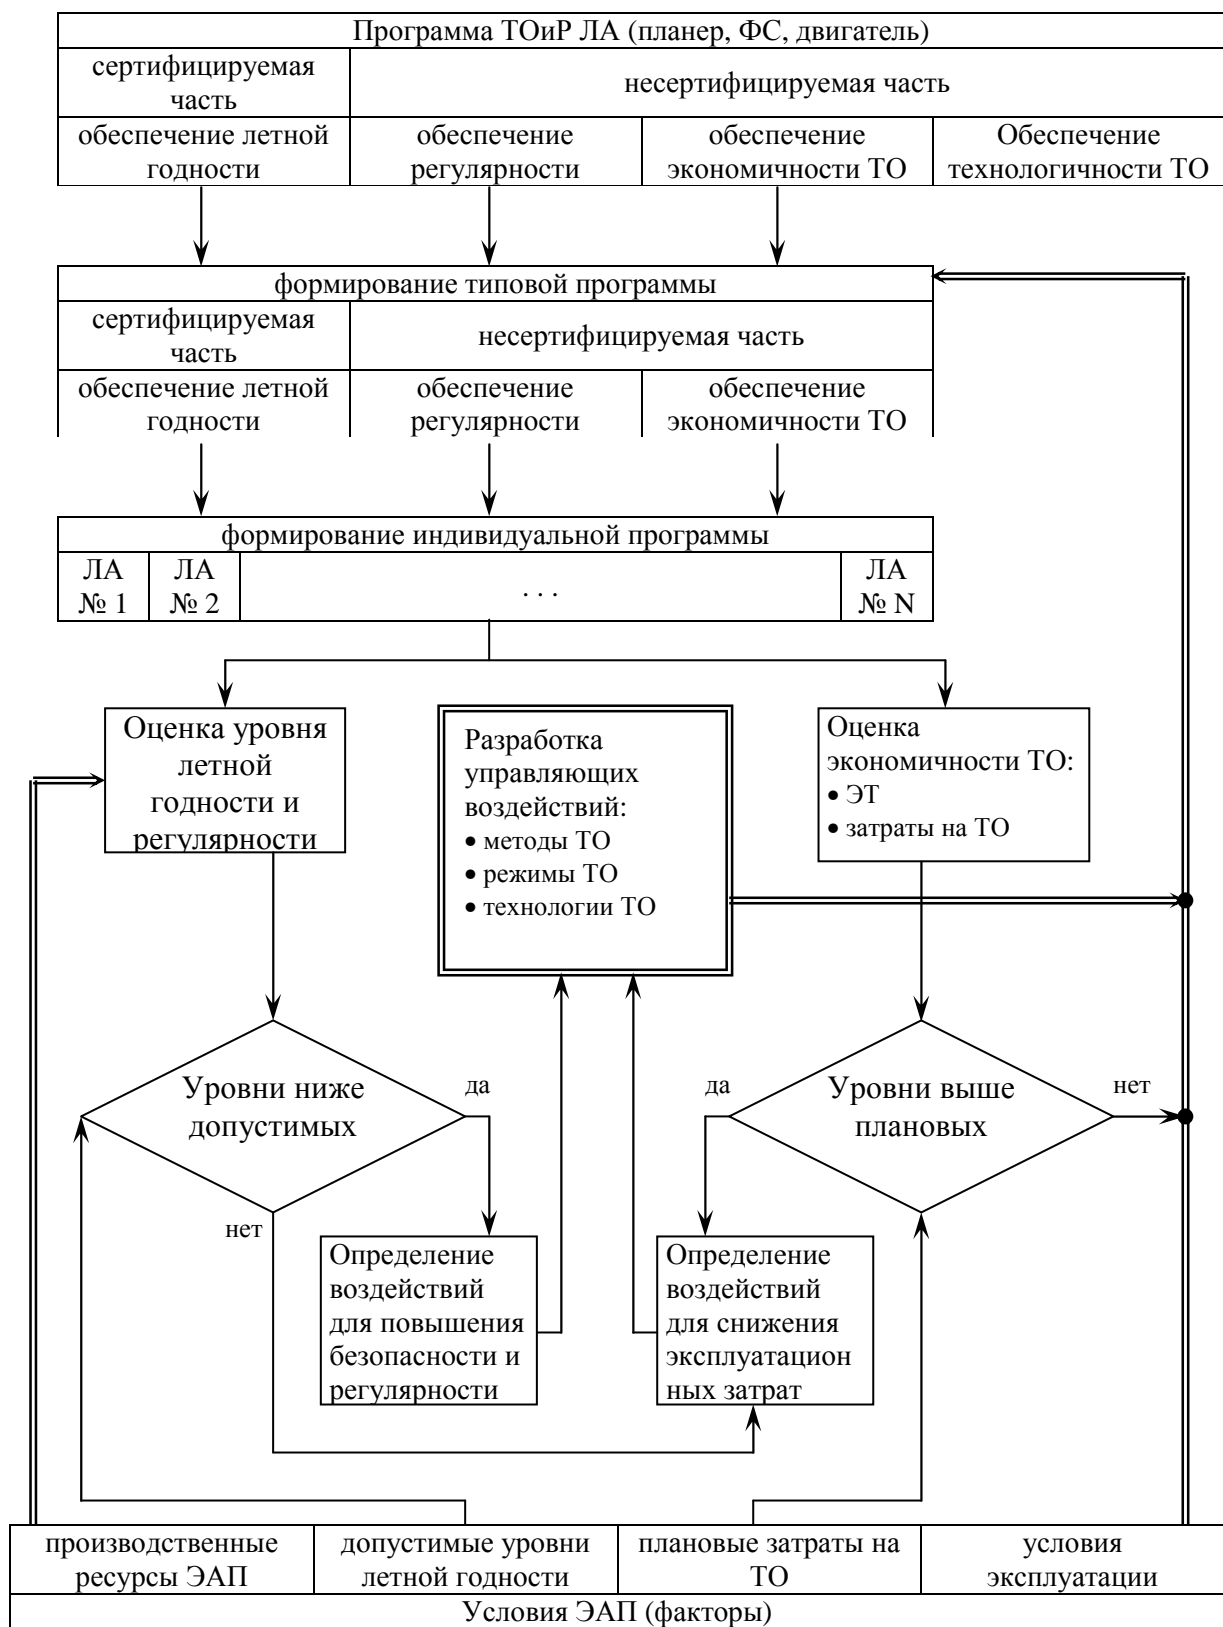 Программа ТОиР ЛА (планер, ФС, двигатель)
сертифицируемая
часть
несертифицируемая часть
обеспечение летной
годности
обеспечение
регулярности
обеспечение
экономичности ТО
Обеспечение
технологичности ТО
формирование типовой программы
сертифицируемая
часть
несертифицируемая часть
обеспечение летной
годности
обеспечение
регулярности
обеспечение
экономичности ТО
формирование индивидуальной программы
ЛА
№ 1
ЛА
№ 2
. . .
ЛА
№ N
Оценка уровня
летной
годности и
регулярности
Разработка
управляющих
воздействий:
• методы ТО
• режимы ТО
• технологии ТО
Оценка
экономичности ТО:
• ЭТ
• затраты на ТО
Уровни ниже
допустимых
да
нет
да
Уровни выше
плановых
нет
Определение
воздействий
для повышения
безопасности и
регулярности
Определение
воздействий
для снижения
эксплуатацион
ных затрат
производственные
ресурсы ЭАП
допустимые уровни
летной годности
плановые затраты на
ТО
условия
эксплуатации
Условия ЭАП (факторы)